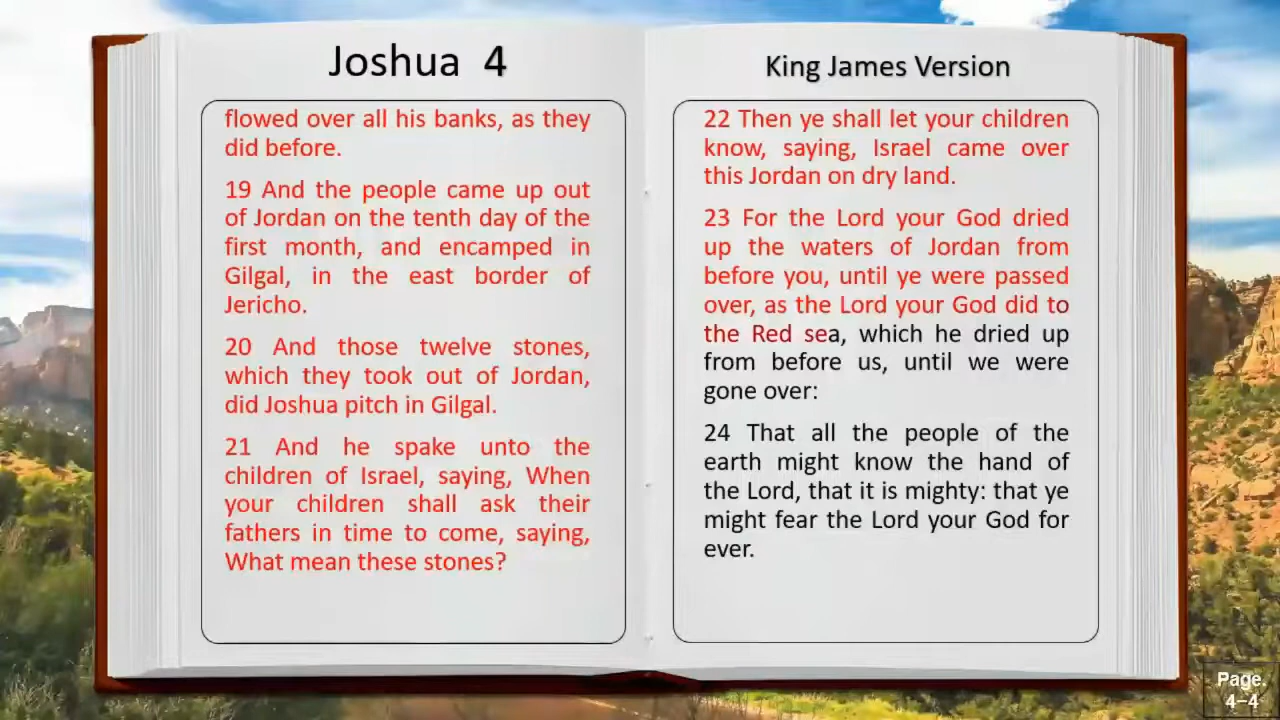 Joshua 4
flowed over all his banks, as they
did before.
19 And the people came up out
of Jordan on the tenth day of the
first month, and encamped in
Gilgal, in the east border of
Jericho.
20 And those twelve stones,
which they took out of Jordan,
did Joshua pitch in Gilgal.
21 And he spake unto the
children of Israel, saying, When
your children shall ask their
fathers in time to come, saying,
What mean these stones?
King James Version
22 Then ye shall let your children
know, saying, Israel came over
this Jordan on dry land.
23 For the Lord your God dried
up the waters of Jordan from
before you, until ye were passed
over, as the Lord your God did to
the Red sea, which he dried up
from before us, until we were
gone over:
24 That all the people of the
earth might know the hand of
the Lord, that it is mighty: that ye
might fear the Lord your God for
ever.
Page.
4-4